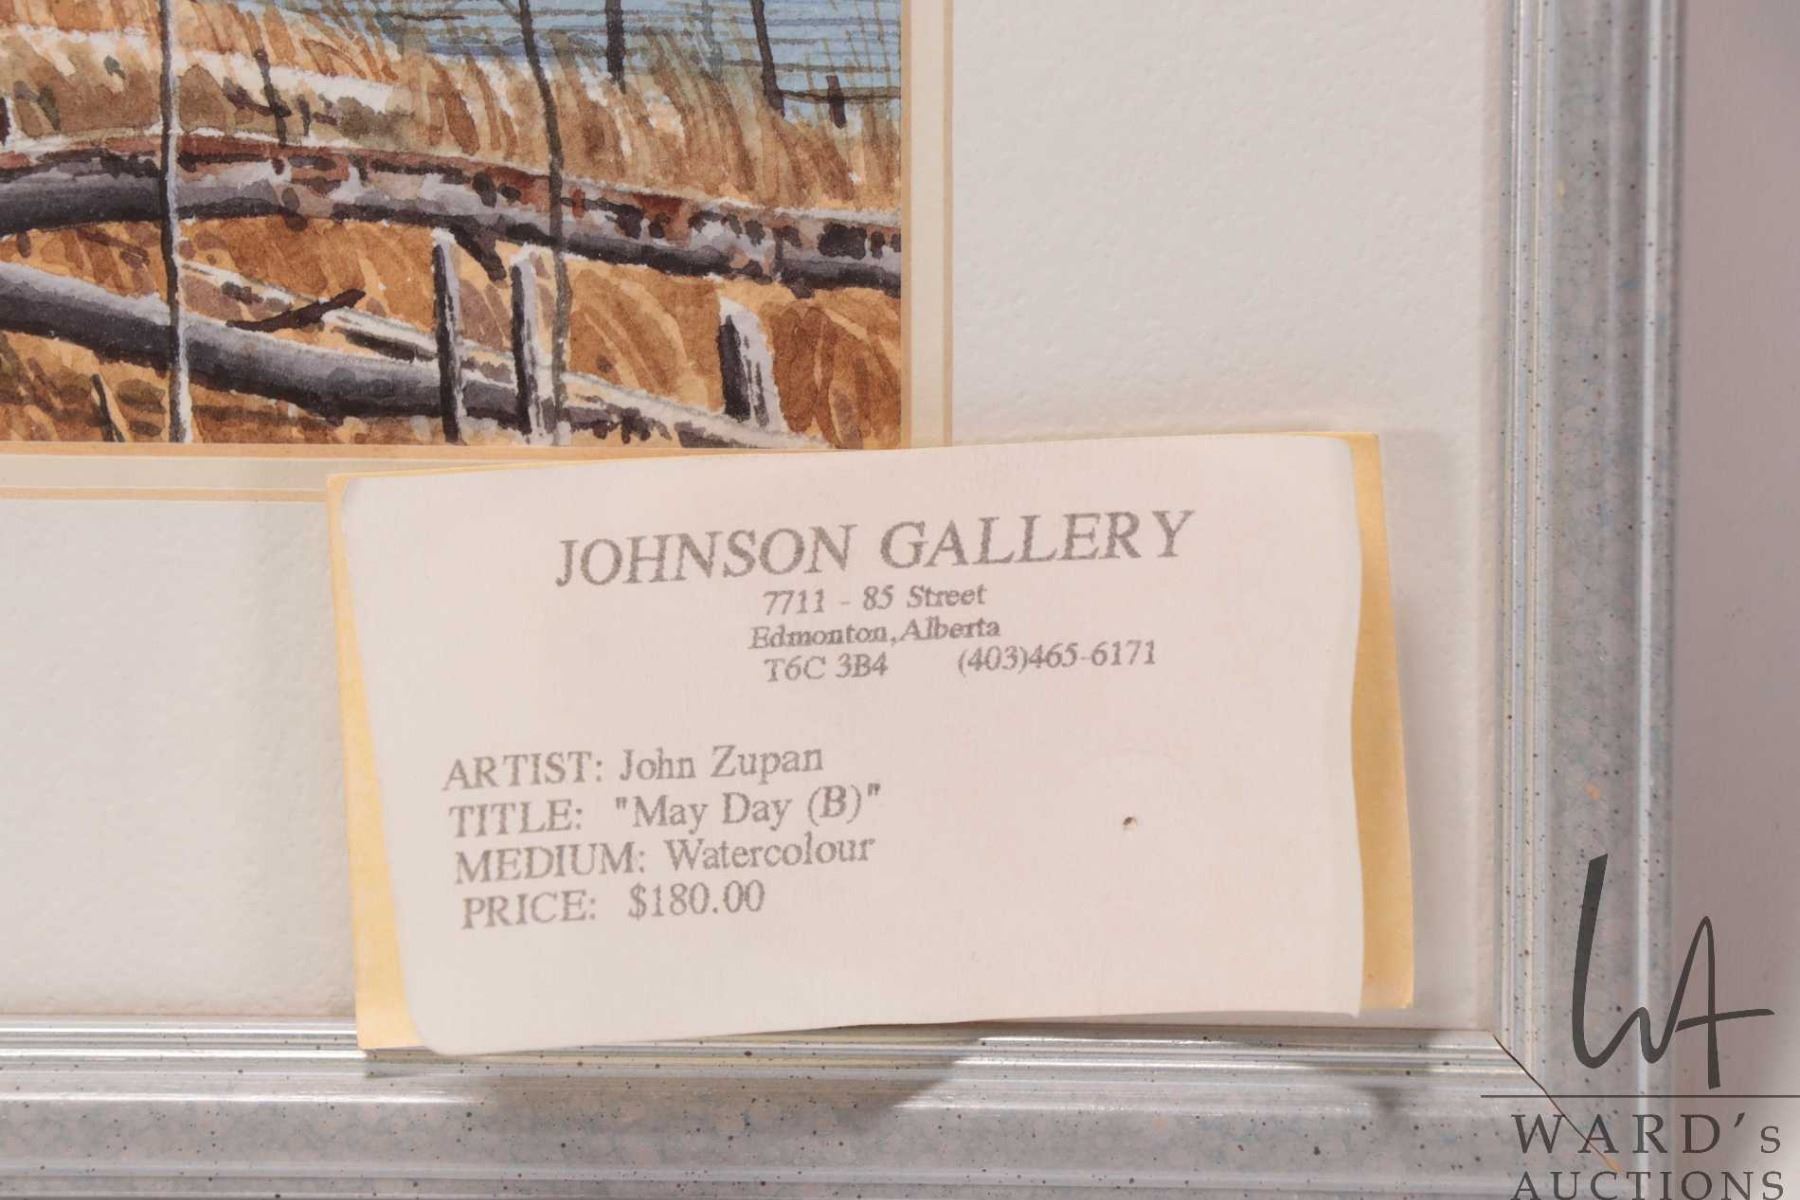 JOHNSON GALLERY
7711 - 85 Street
Edmonton, Alberta
T6C 3B4 (403)465-6171
ARTIST: John Zupan
TITLE: "May Day (B)"
MEDIUM: Watercolour
PRICE: $180.00
WA
WARD'S
AUCTIONS